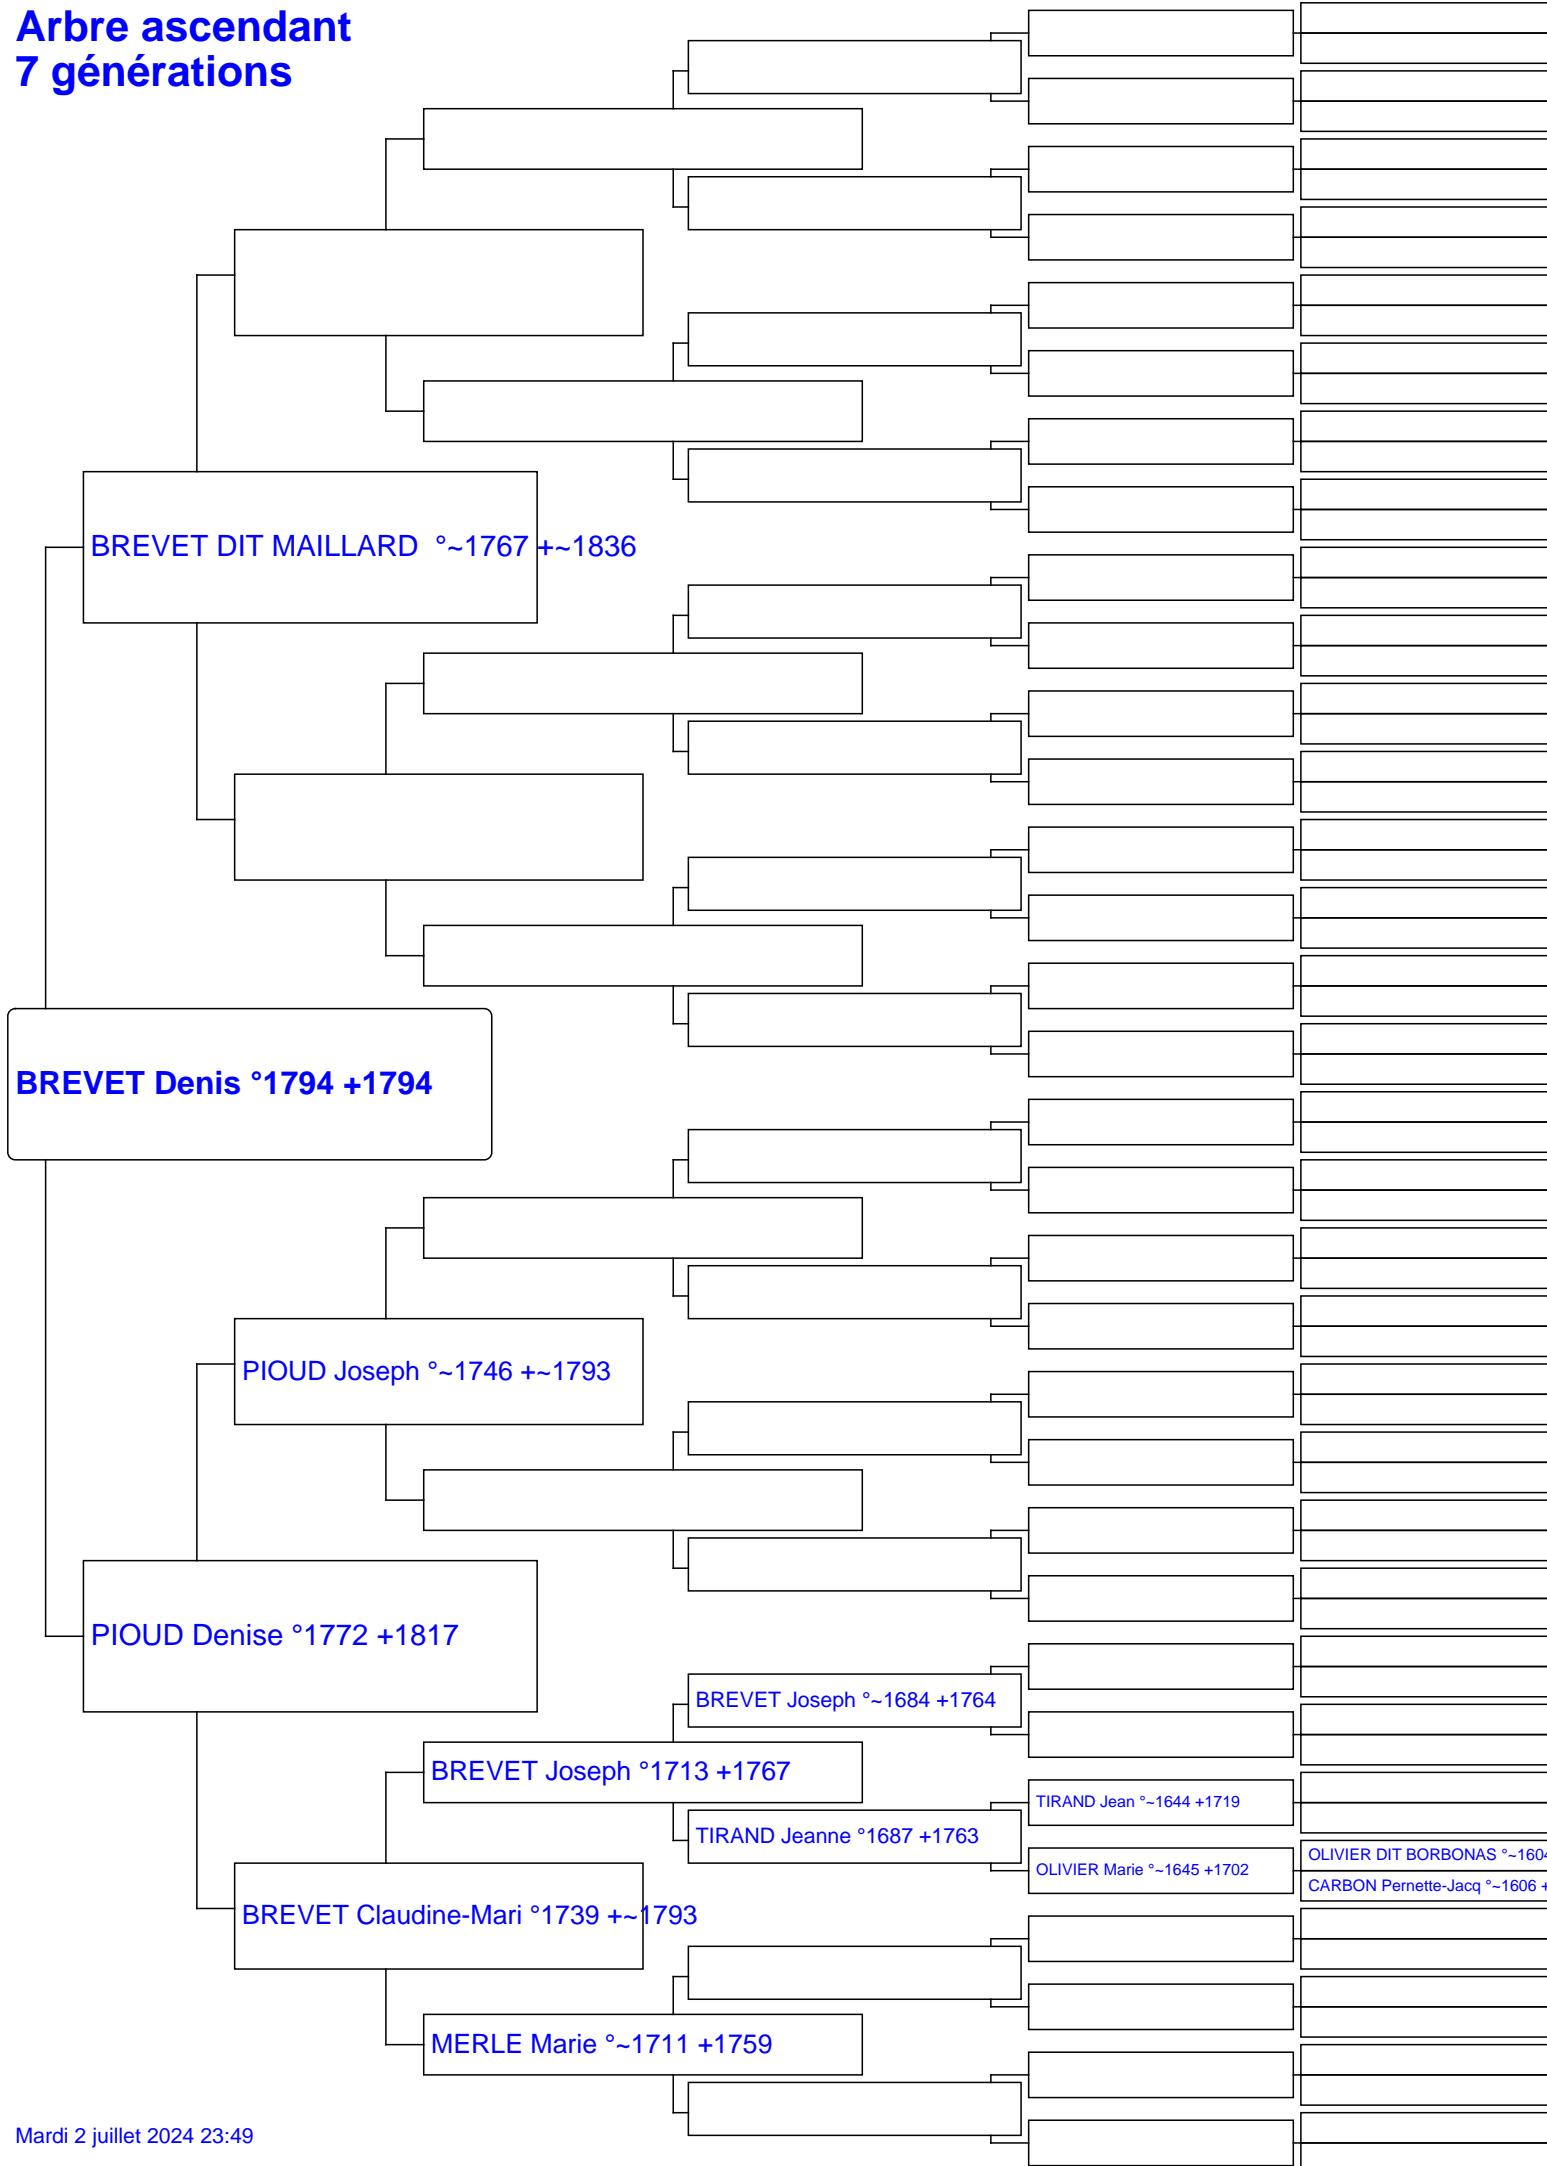 Arbre ascendant
7 générations
BREVET DIT MAILLARD °~1767 +~1836
BREVET Denis °1794 +1794
PIOUD Joseph °~1746 +~1793
PIOUD Denise °1772 +1817
BREVET Joseph °~1684 +1764
BREVET Joseph °1713 +1767
TIRAND Jean °~1644 +1719
TIRAND Jeanne °1687 +1763
OLIVIER DIT BORBONAS °~1604
OLIVIER Marie °~1645 +1702
CARBON Pernette-Jacq °~1606 +
BREVET Claudine-Mari °1739 +~1793
MERLE Marie °~1711 +1759
Mardi 2 juillet 2024 23:49